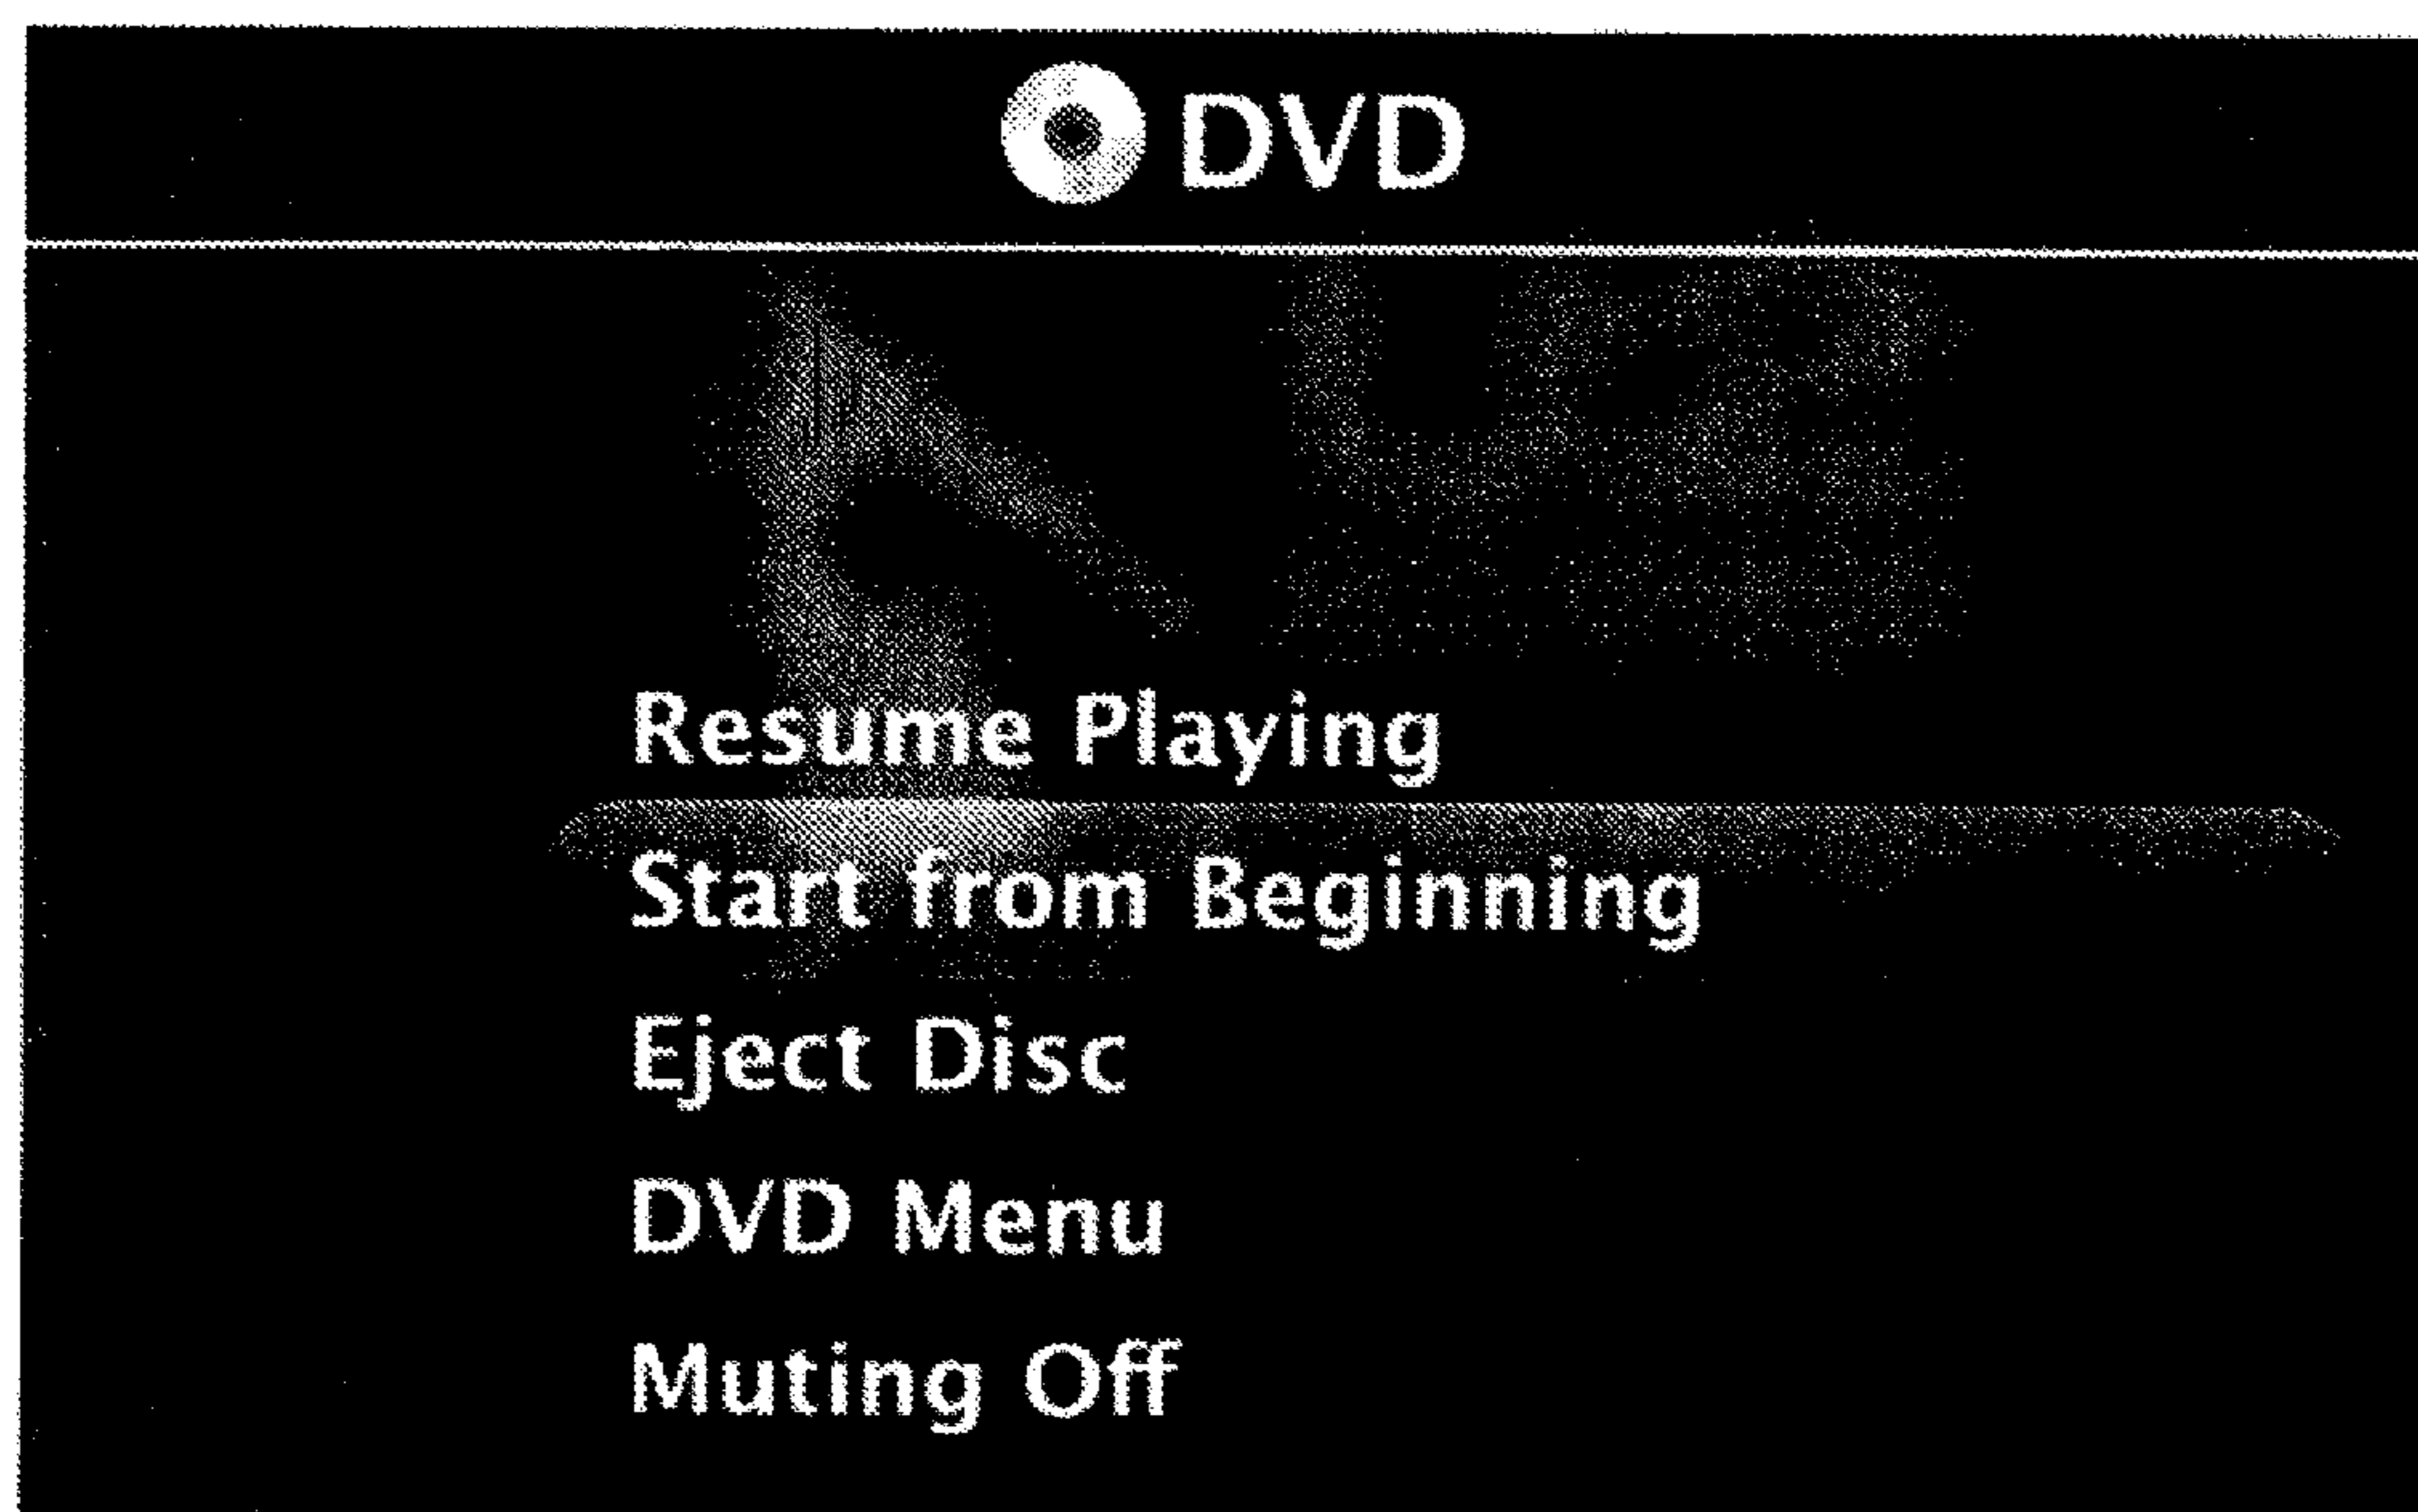 DVD
Resume Playing
Start from Beginning
Eject Disc
DVD Menu
Muting Off